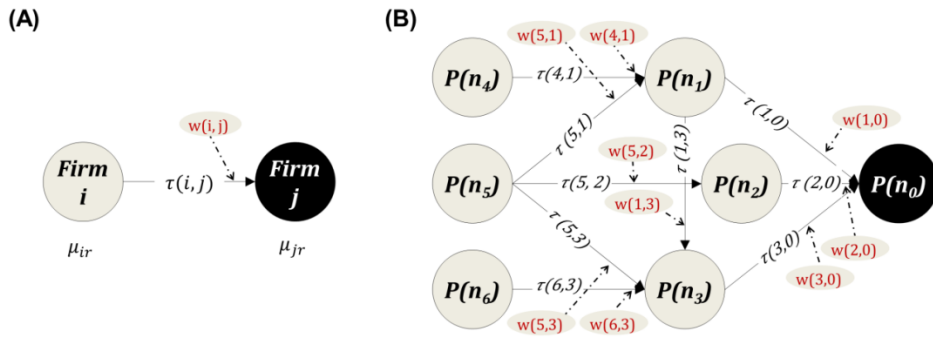 (A)
w(i, j)
Firm
i
τ(i, j)
Firm
j
μir
μjr
(B)
w(5,1)
w(4,1)
P(n4)
τ(4,1)
P(n1)
τ (5,1)
τ (1,0)
w(1,0)
τ (1,3)
w(5,2)
P(n5)
τ(5, 2)
P(n2)
τ (2,0)
P(n0)
w(1,3)
τ(5,3)
τ(3,0)
w(2,0)
w(3,0)
P(n6)
τ(6,3)
P(n3)
w(5,3)
w(6,3)